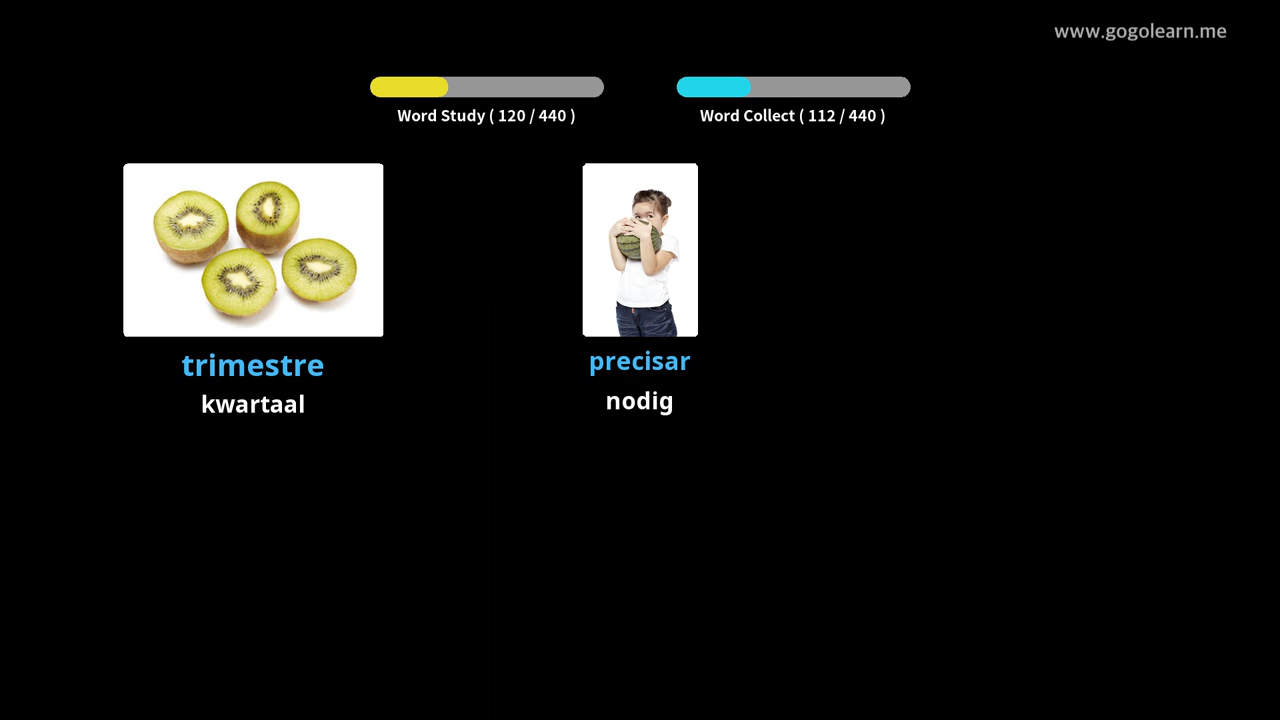 www.gogolearn.me
Word Study ( 120 / 440 )
Word Collect ( 112 / 440 )
trimestre
kwartaal
precisar
nodig